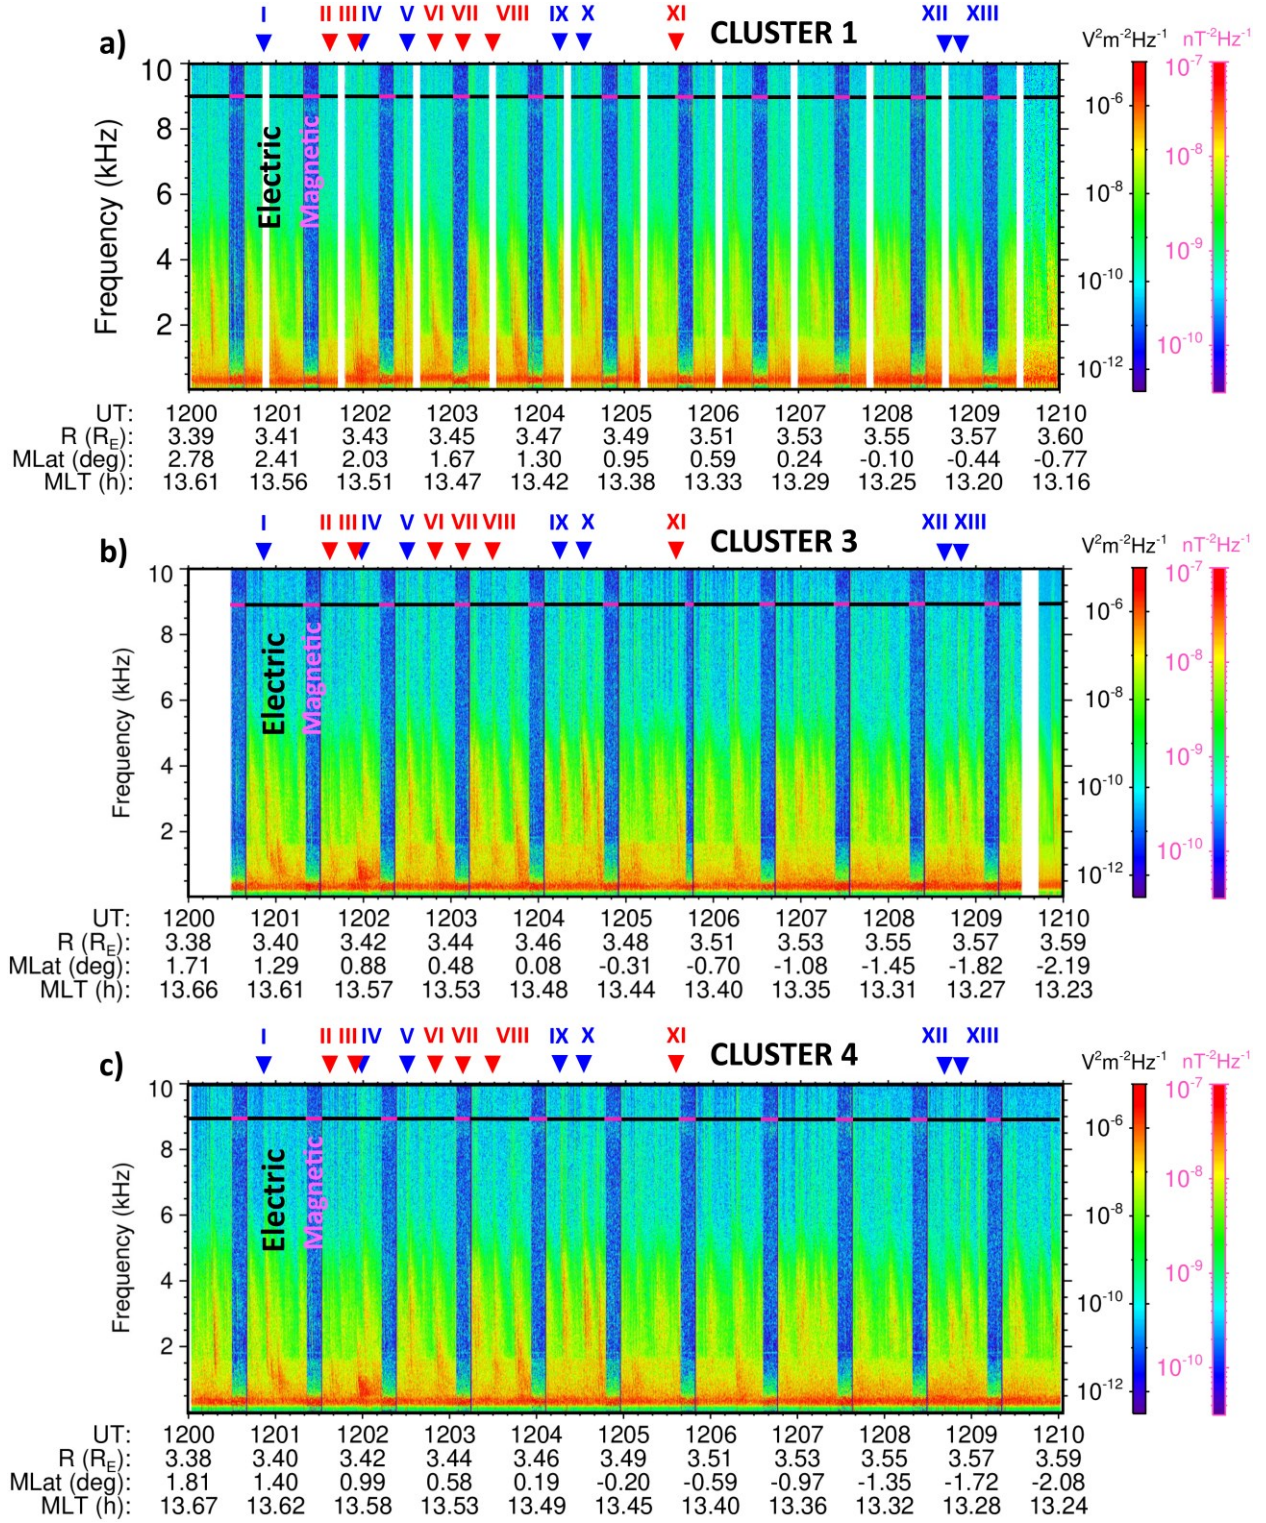 I II III IV V VI VII VIII IX X XI XII XIII
a) CLUSTER 1
V²m⁻²Hz⁻¹ nT⁻²Hz⁻¹
Frequency (kHz)
10
8
6
4
2
Electric
Magnetic
10⁻⁶
10⁻⁸
10⁻¹⁰
10⁻¹²
10⁻⁷
10⁻⁸
10⁻⁹
10⁻¹⁰
UT: 1200 1201 1202 1203 1204 1205 1206 1207 1208 1209 1210
R (R_E): 3.39 3.41 3.43 3.45 3.47 3.49 3.51 3.53 3.55 3.57 3.60
MLat (deg): 2.78 2.41 2.03 1.67 1.30 0.95 0.59 0.24 -0.10 -0.44 -0.77
MLT (h): 13.61 13.56 13.51 13.47 13.42 13.38 13.33 13.29 13.25 13.20 13.16
I II III IV V VI VII VIII IX X XI XII XIII
b) CLUSTER 3
V²m⁻²Hz⁻¹ nT⁻²Hz⁻¹
Frequency (kHz)
10
8
6
4
2
Electric
Magnetic
10⁻⁶
10⁻⁸
10⁻¹⁰
10⁻¹²
10⁻⁷
10⁻⁸
10⁻⁹
10⁻¹⁰
UT: 1200 1201 1202 1203 1204 1205 1206 1207 1208 1209 1210
R (R_E): 3.38 3.40 3.42 3.44 3.46 3.48 3.51 3.53 3.55 3.57 3.59
MLat (deg): 1.71 1.29 0.88 0.48 0.08 -0.31 -0.70 -1.08 -1.45 -1.82 -2.19
MLT (h): 13.66 13.61 13.57 13.53 13.48 13.44 13.40 13.35 13.31 13.27 13.23
I II III IV V VI VII VIII IX X XI XII XIII
c) CLUSTER 4
V²m⁻²Hz⁻¹ nT⁻²Hz⁻¹
Frequency (kHz)
10
8
6
4
2
Electric
Magnetic
10⁻⁶
10⁻⁸
10⁻¹⁰
10⁻¹²
10⁻⁷
10⁻⁸
10⁻⁹
10⁻¹⁰
UT: 1200 1201 1202 1203 1204 1205 1206 1207 1208 1209 1210
R (R_E): 3.38 3.40 3.42 3.44 3.46 3.49 3.51 3.53 3.55 3.57 3.59
MLat (deg): 1.81 1.40 0.99 0.58 0.19 -0.20 -0.59 -0.97 -1.35 -1.72 -2.08
MLT (h): 13.67 13.62 13.58 13.53 13.49 13.45 13.40 13.36 13.32 13.28 13.24